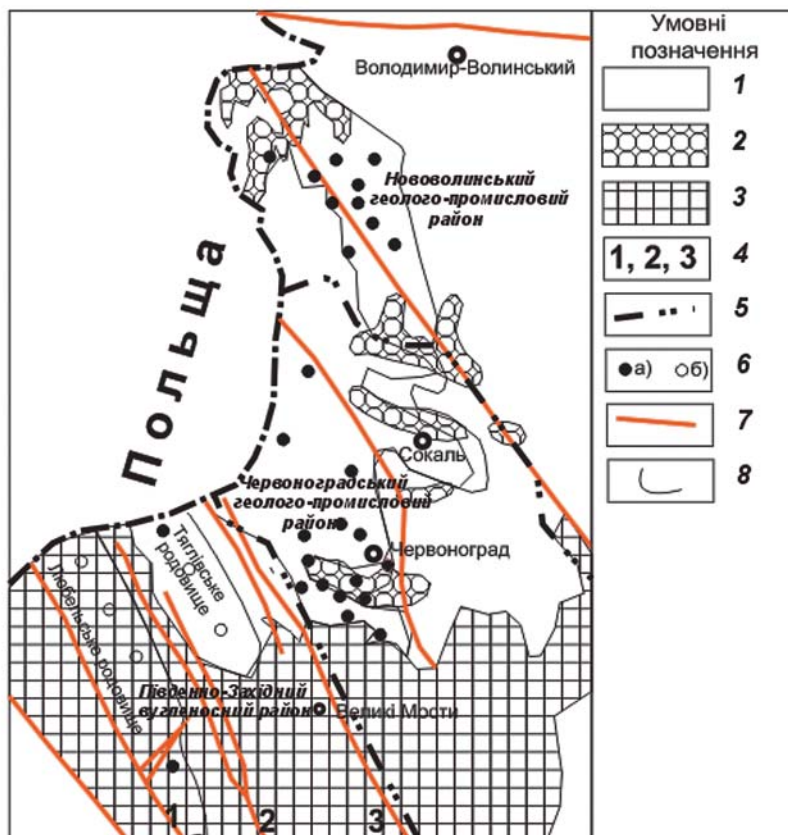 Володимир-Волинський
Нововолинський
геолого-промисловий
район
Польща
Сокаль
Червоноградський
геолого-промисловий
район
Червоноград
Тяглівське
родовище
Любельське родовище
Південно-Західний
вугленосний район
Великі Мости
1
2
3
Умовні
позначення
1
2
3
1, 2, 3
4
5
а)
б)
6
7
8